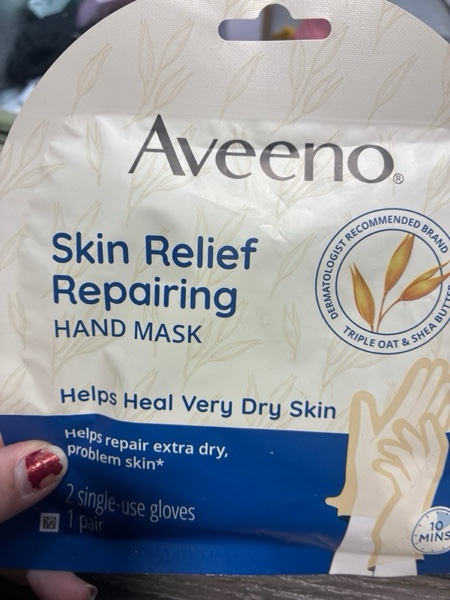 Aveeno®
Skin Relief
Repairing
HAND MASK
DERMATOLOGIST RECOMMENDED BRAND
TRIPLE OAT & SHEA BUTTER
Helps Heal Very Dry Skin
Helps repair extra dry,
problem skin*
2 single-use gloves
1 pair
10
MINS